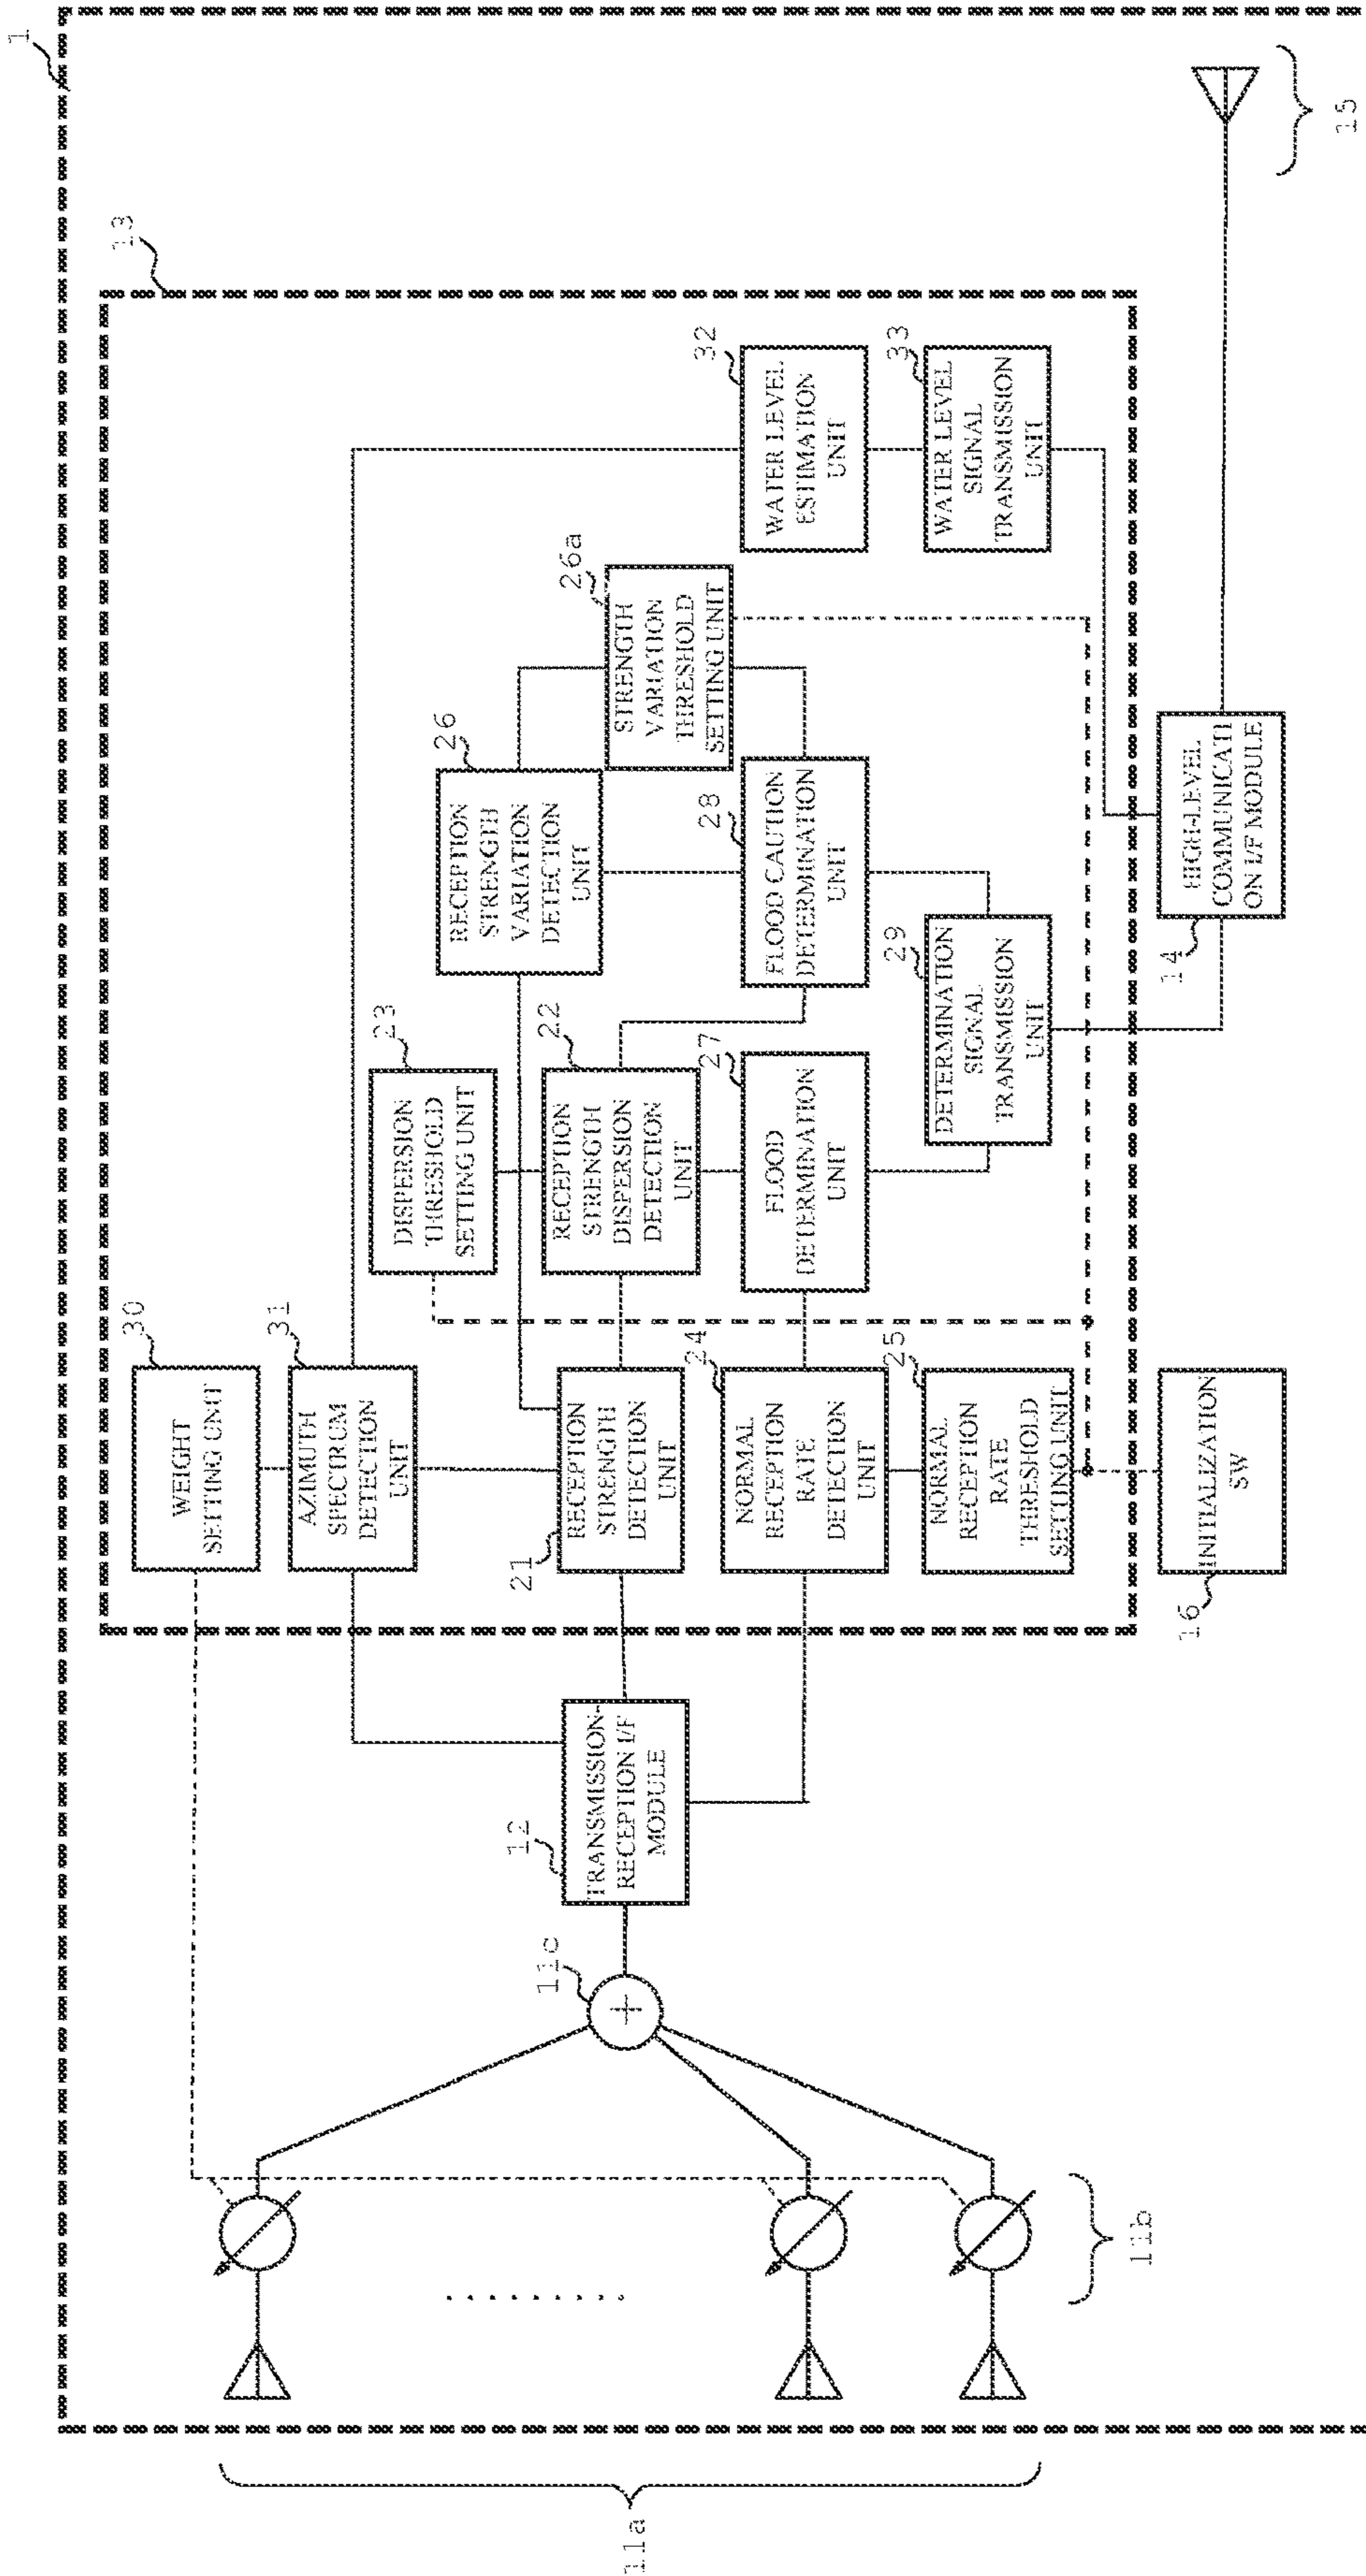 1
13
30
WEIGHT
SETTING UNIT
31
AZIMUTH
SPECTRUM
DETECTION
UNIT
23
DISPERSION
THRESHOLD
SETTING UNIT
26
RECEPTION
STRENGTH
VARIATION
DETECTION
UNIT
21
RECEPTION
STRENGTH
DETECTION
UNIT
22
RECEPTION
STRENGTH
DISPERSION
DETECTION
UNIT
26a
STRENGTH
VARIATION
THRESHOLD
SETTING UNIT
32
WATER LEVEL
ESTIMATION
UNIT
12
TRANSMISSION-
RECEPTION I/F
MODULE
11c
+
24
NORMAL
RECEPTION
RATE
DETECTION
UNIT
27
FLOOD
DETERMINATION
UNIT
28
FLOOD CAUTION
DETERMINATION
UNIT
33
WATER LEVEL
SIGNAL
TRANSMISSION
UNIT
25
NORMAL
RECEPTION
RATE
THRESHOLD
SETTING UNIT
29
DETERMINATION
SIGNAL
TRANSMISSION
UNIT
11a
11b
16
INITIALIZATION
SW
14
HIGH-LEVEL
COMMUNICATI
ON I/F MODULE
15